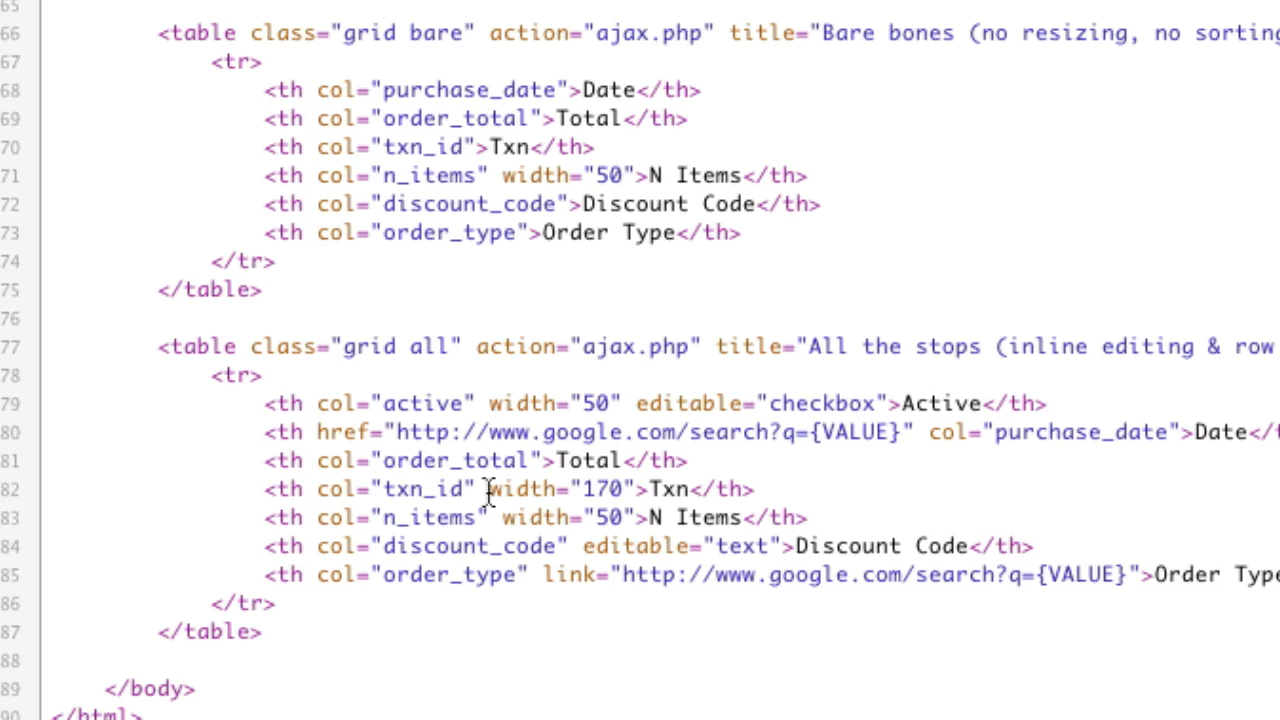 65
66 <table class="grid bare" action="ajax.php" title="Bare bones (no resizing, no sorting
67 <tr>
68 <th col="purchase_date">Date</th>
69 <th col="order_total">Total</th>
70 <th col="txn_id">Txn</th>
71 <th col="n_items" width="50">N Items</th>
72 <th col="discount_code">Discount Code</th>
73 <th col="order_type">Order Type</th>
74 </tr>
75 </table>
76
77 <table class="grid all" action="ajax.php" title="All the stops (inline editing & row
78 <tr>
79 <th col="active" width="50" editable="checkbox">Active</th>
80 <th href="http://www.google.com/search?q={VALUE}" col="purchase_date">Date</t
81 <th col="order_total">Total</th>
82 <th col="txn_id" width="170">Txn</th>
83 <th col="n_items" width="50">N Items</th>
84 <th col="discount_code" editable="text">Discount Code</th>
85 <th col="order_type" link="http://www.google.com/search?q={VALUE}">Order Type
86 </tr>
87 </table>
88
89 </body>
90 </html>